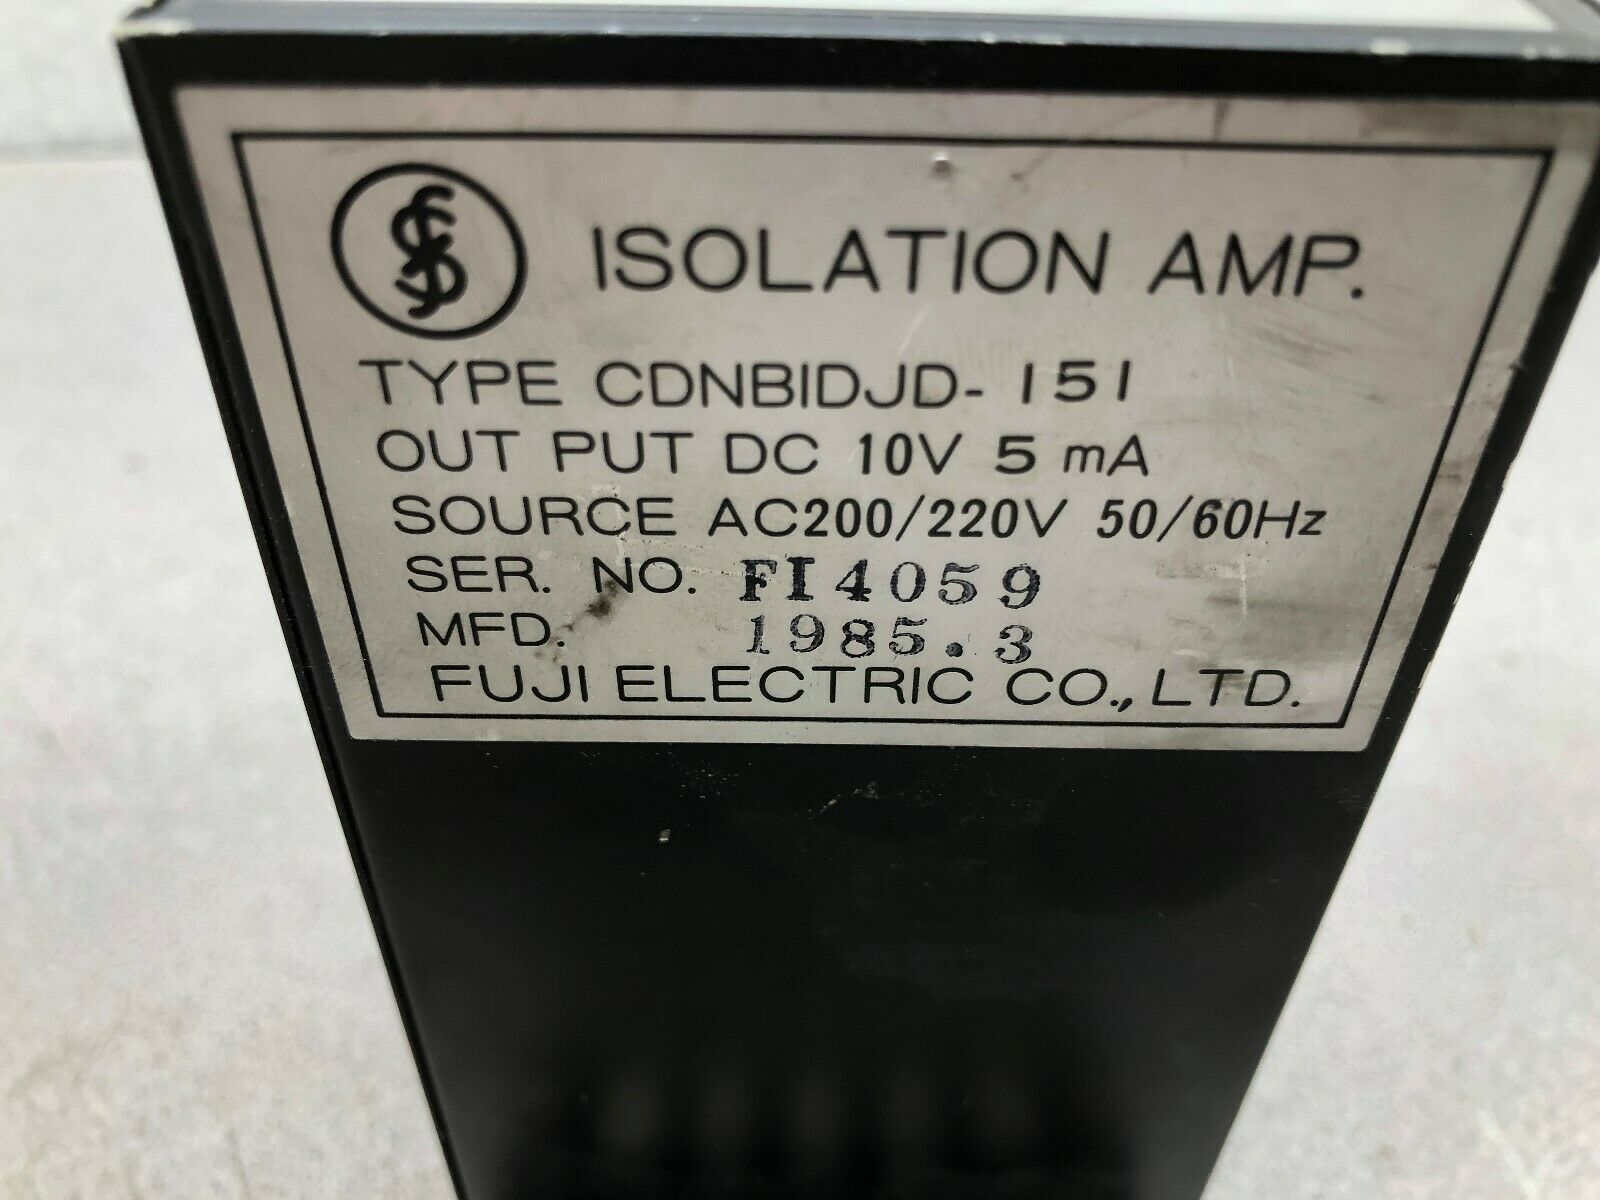 ISOLATION AMP.
TYPE CDNBIDJD-151
OUT PUT DC 10V 5 mA
SOURCE AC200/220V 50/60Hz
SER. NO. FI4059
MFD. 1985.3
FUJI ELECTRIC CO., LTD.